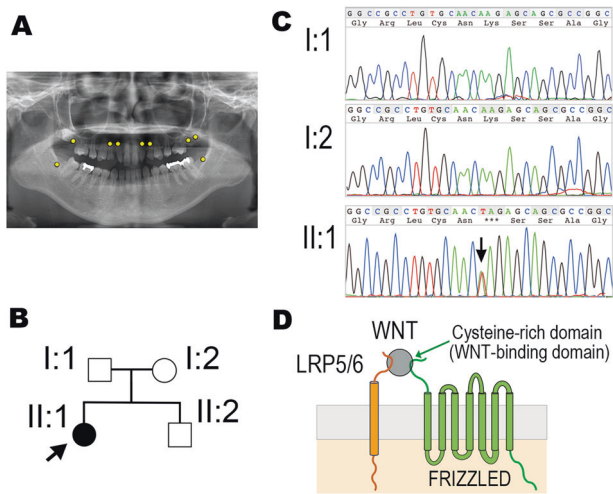 A
B
I:1
I:2
II:1
II:2
C
I:1
GGCCGCCTGTGCAACAAGAGCAGCGCCGGC
Gly Arg Leu Cys Asn Lys Ser Ser Ala Gly
I:2
GGCCGCCTGTGCAACAAGAGCAGCGCCGGC
Gly Arg Leu Cys Asn Lys Ser Ser Ala Gly
II:1
GGCCGCCTGTGCAACTAGAGCAGCGCCGGC
Gly Arg Leu Cys Asn *** Ser Ser Ala Gly
D
WNT
LRP5/6
Cysteine-rich domain
(WNT-binding domain)
FRIZZLED